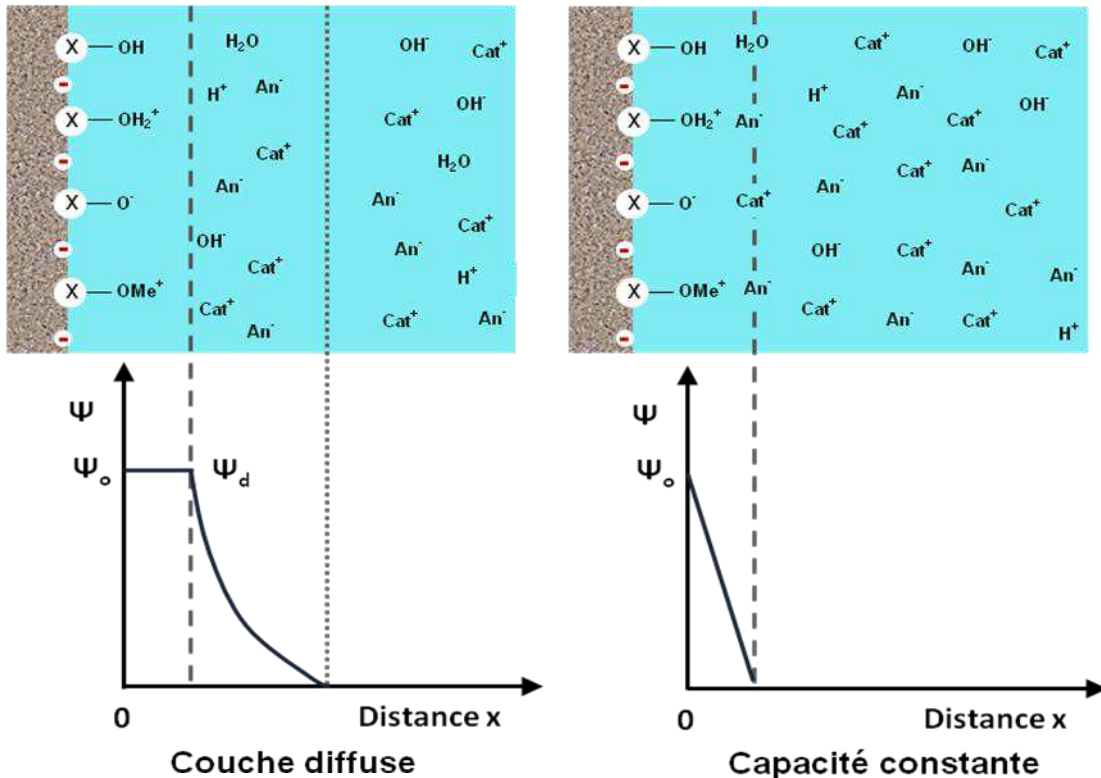 X OH H₂O OH⁻ Cat⁺
- H⁺ An⁻ OH⁻
X OH₂⁺ Cat⁺
- Cat⁺ H₂O
X O⁻ An⁻ An⁻
- OH⁻ Cat⁺ An⁻ Cat⁺
X OMe⁺ Cat⁺ H⁺
- An⁻ Cat⁺ An⁻
Ψ
Ψₒ Ψd
0 Distance x
Couche diffuse
X OH H₂O Cat⁺ OH⁻ Cat⁺
- H⁺ An⁻ OH⁻
X OH₂⁺ An⁻ Cat⁺ Cat⁺
- Cat⁺ An⁻
X O⁻ Cat⁺ An⁻ Cat⁺
- OH⁻ Cat⁺ An⁻ An⁻
X OMe⁺ An⁻
- Cat⁺ An⁻ Cat⁺ H⁺
Ψ
Ψₒ
0 Distance x
Capacité constante